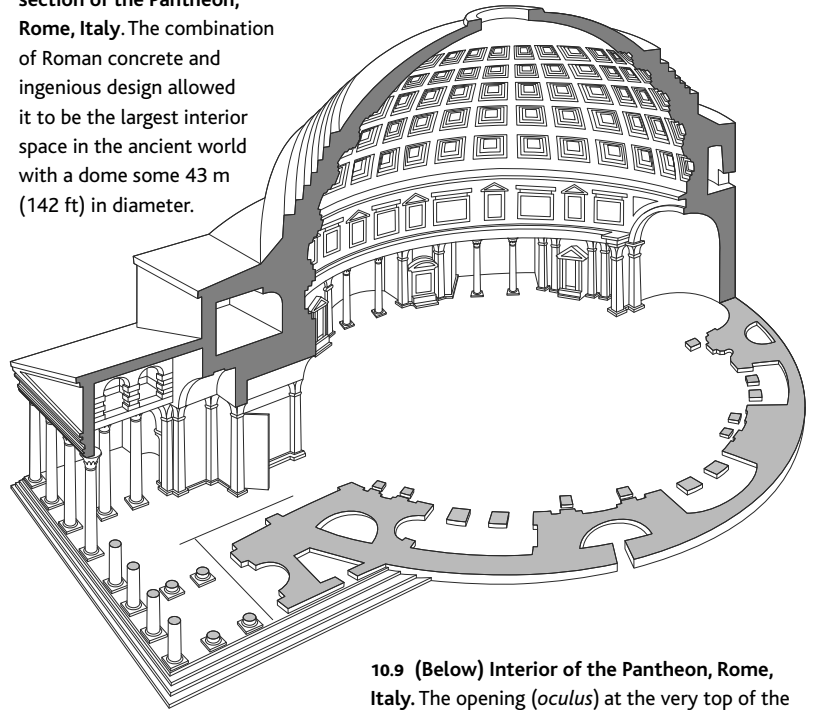 section of the Pantheon,
Rome, Italy. The combination
of Roman concrete and
ingenious design allowed
it to be the largest interior
space in the ancient world
with a dome some 43 m
(142 ft) in diameter.
10.9 (Below) Interior of the Pantheon, Rome,
Italy. The opening (oculus) at the very top of the